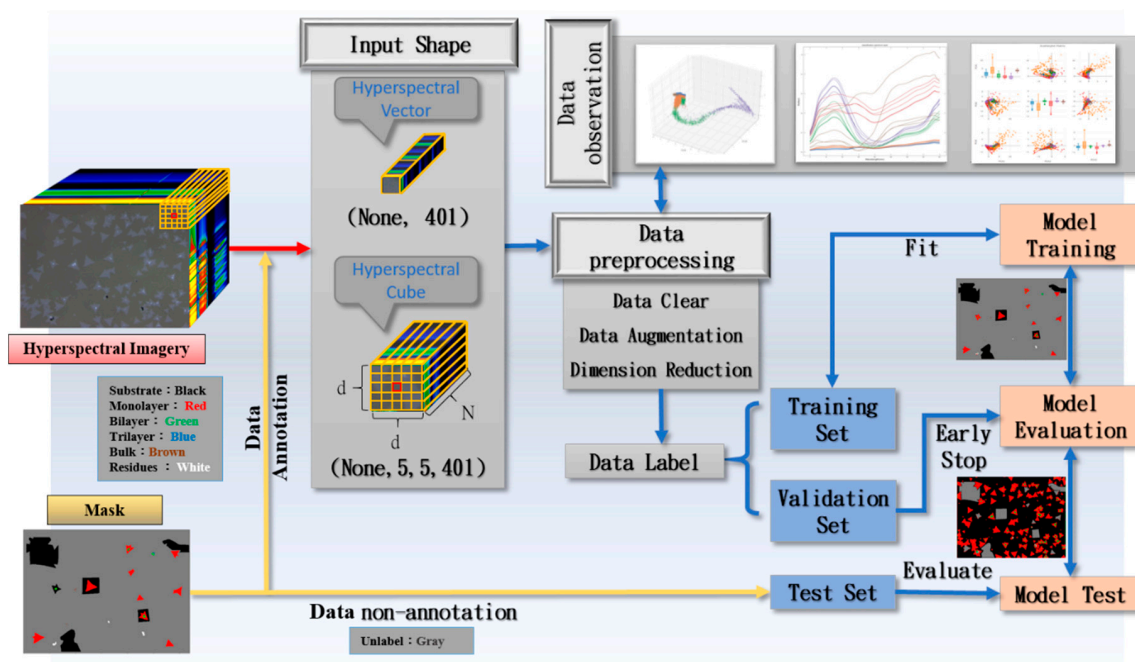 Input Shape
Hyperspectral
Vector
(None, 401)
Hyperspectral
Cube
d
d
N
(None, 5, 5, 401)
Hyperspectral Imagery
Substrate：Black
Monolayer：Red
Bilayer：Green
Trilayer：Blue
Bulk：Brown
Residues：White
Mask
Data
Annotation
Data non-annotation
Unlabel：Gray
Data
observation
Data
preprocessing
Data Clear
Data Augmentation
Dimension Reduction
Data Label
Training
Set
Validation
Set
Test Set
Fit
Early
Stop
Evaluate
Model
Training
Model
Evaluation
Model Test